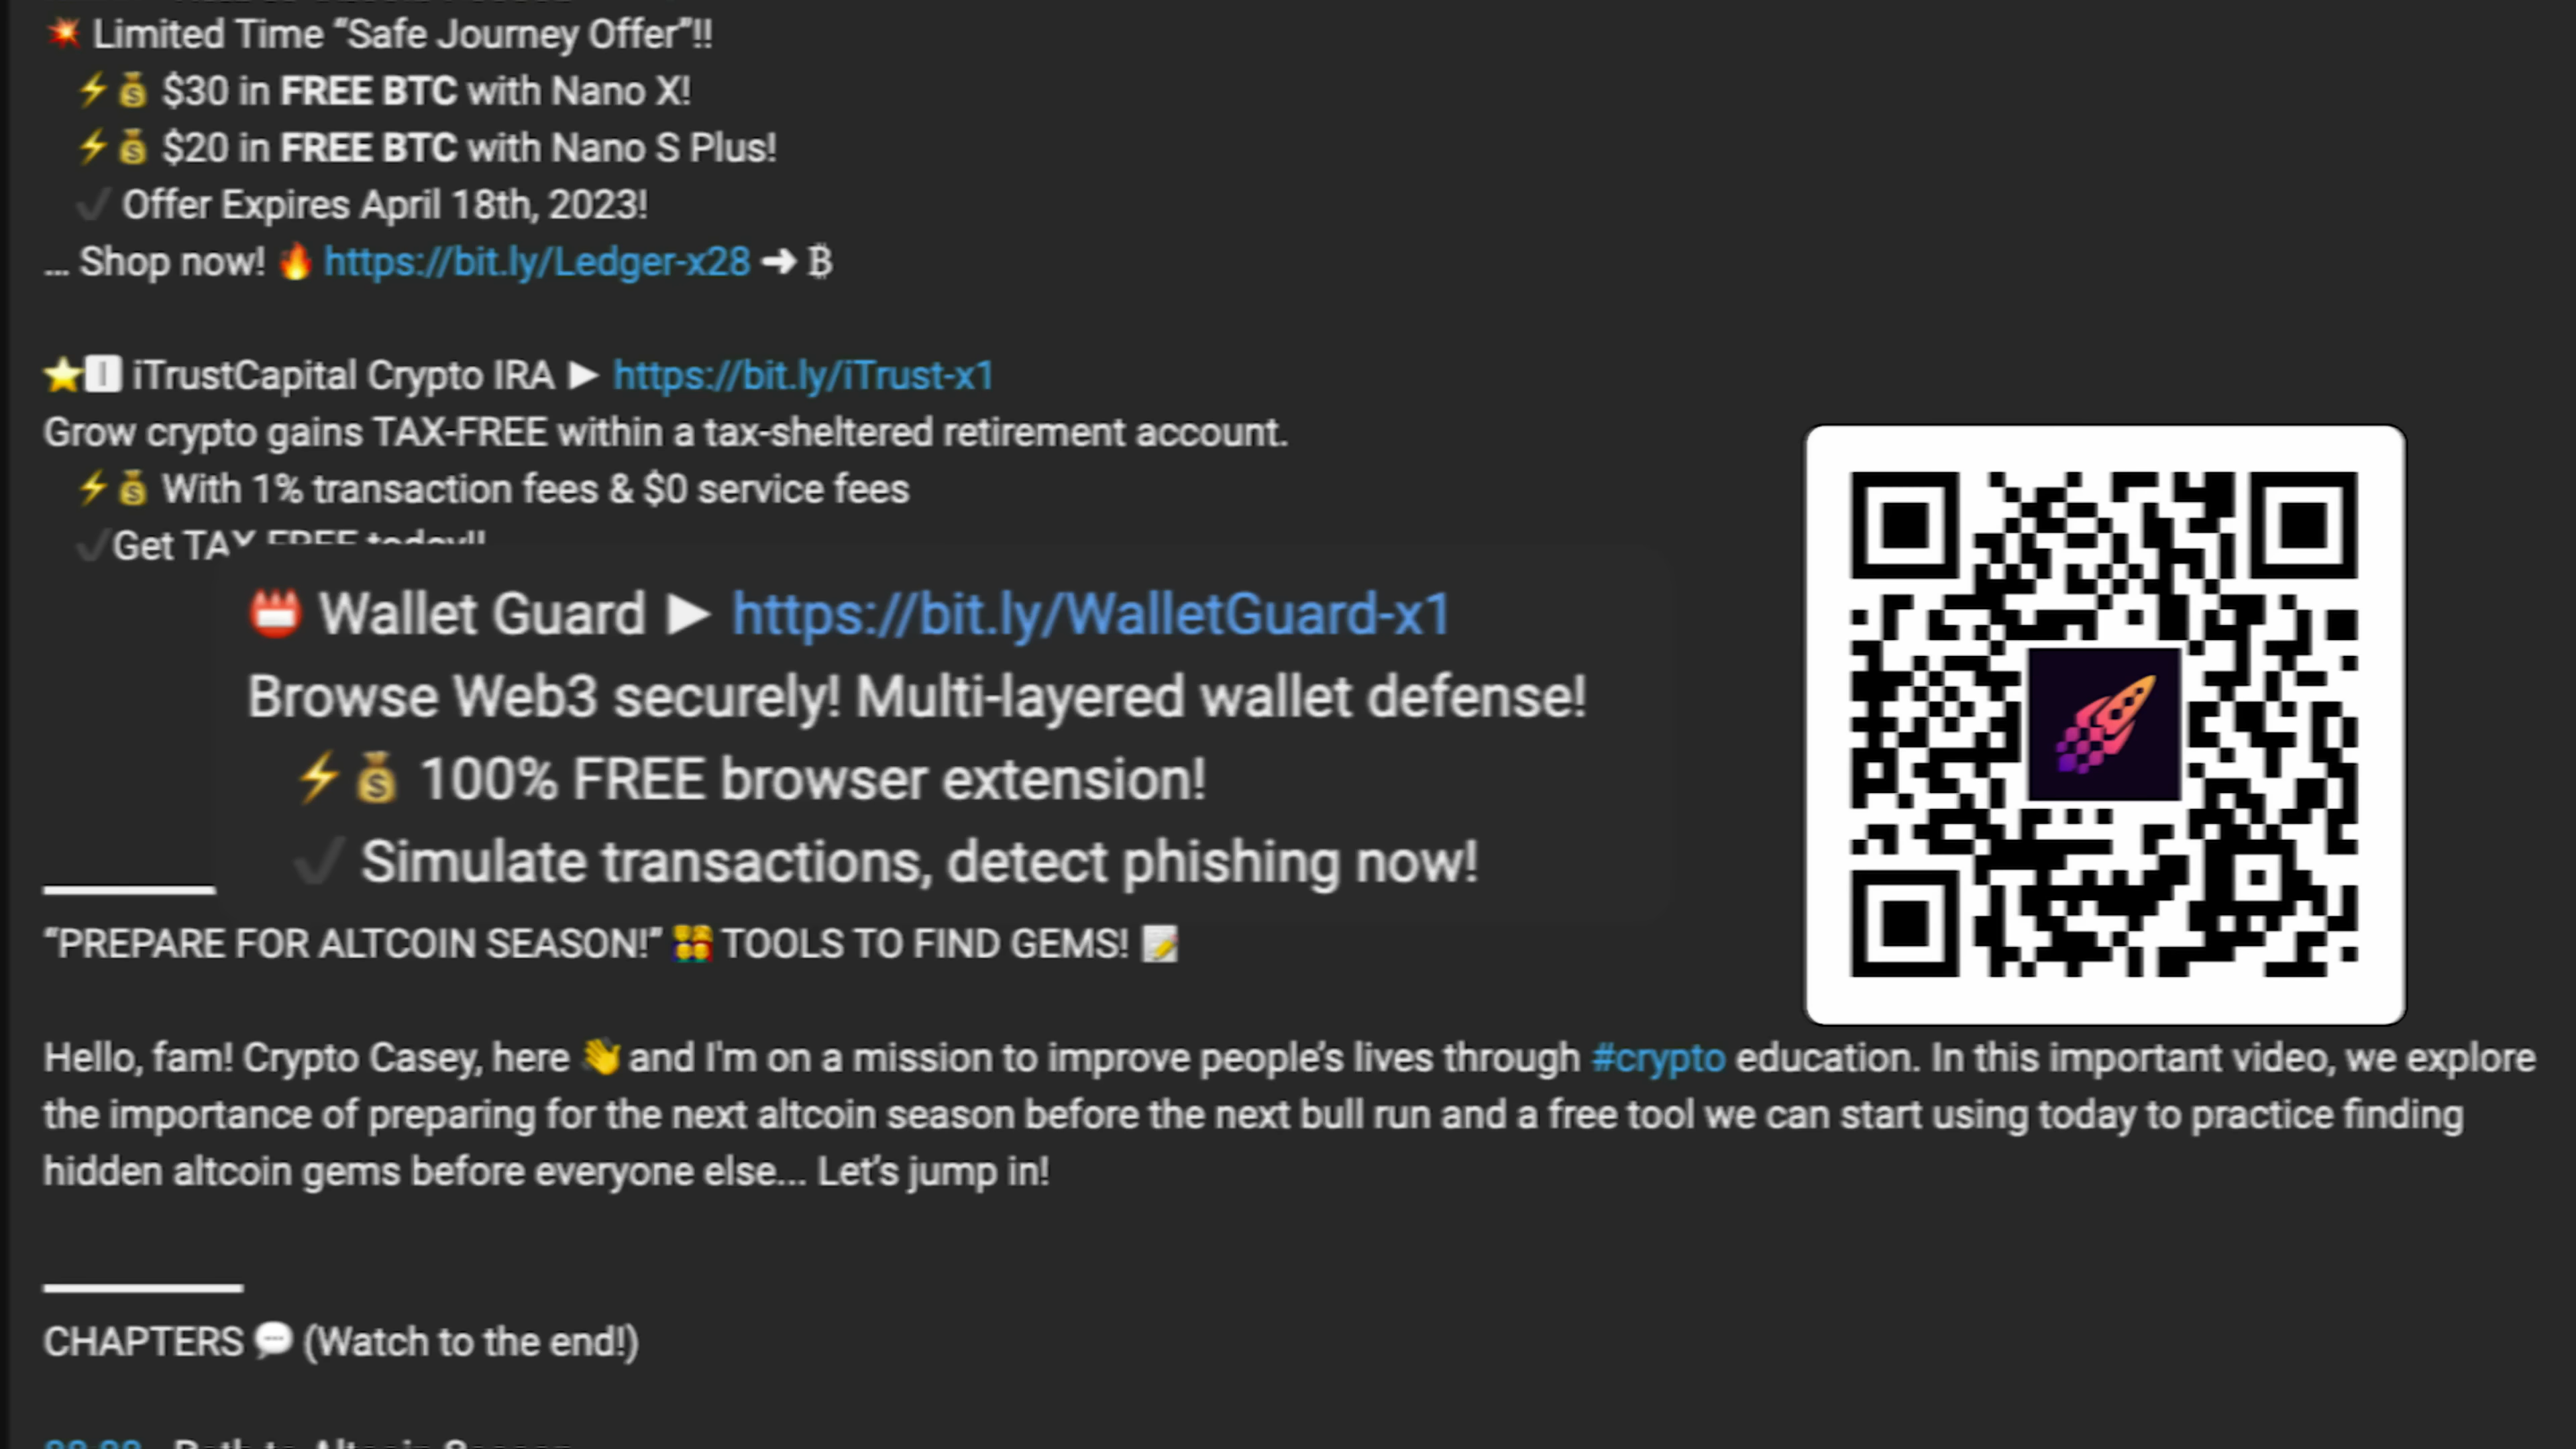 Limited Time “Safe Journey Offer”!!
$30 in FREE BTC with Nano X!
$20 in FREE BTC with Nano S Plus!
Offer Expires April 18th, 2023!
... Shop now! https://bit.ly/Ledger-x28 ➜ ₿
iTrustCapital Crypto IRA ► https://bit.ly/iTrust-x1
Grow crypto gains TAX-FREE within a tax-sheltered retirement account.
With 1% transaction fees & $0 service fees
Get TAX FREE today!!
Wallet Guard ► https://bit.ly/WalletGuard-x1
Browse Web3 securely! Multi-layered wallet defense!
100% FREE browser extension!
Simulate transactions, detect phishing now!
“PREPARE FOR ALTCOIN SEASON!” TOOLS TO FIND GEMS!
Hello, fam! Crypto Casey, here and I'm on a mission to improve people’s lives through #crypto education. In this important video, we explore
the importance of preparing for the next altcoin season before the next bull run and a free tool we can start using today to practice finding
hidden altcoin gems before everyone else... Let’s jump in!
CHAPTERS (Watch to the end!)